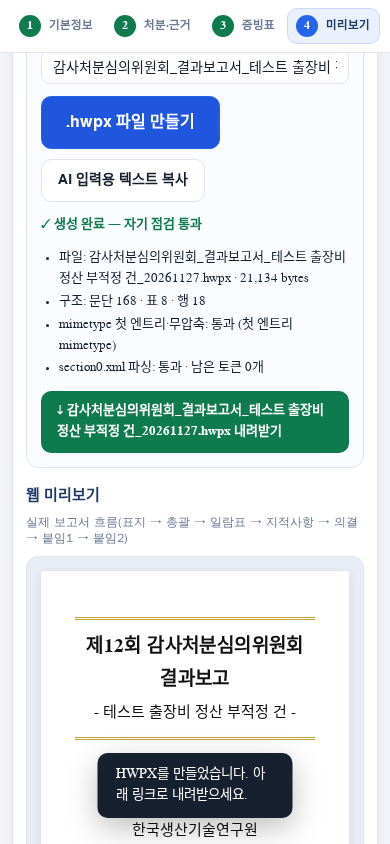 1 기본정보 2 처분·근거 3 증빙표 4 미리보기
감사처분심의위원회_결과보고서_테스트 출장비
.hwpx 파일 만들기
AI 입력용 텍스트 복사
✓ 생성 완료 — 자기 점검 통과
• 파일: 감사처분심의위원회_결과보고서_테스트 출장비
정산 부적정 건_20261127.hwpx · 21,134 bytes
• 구조: 문단 168 · 표 8 · 행 18
• mimetype 첫 엔트리·무압축: 통과 (첫 엔트리
mimetype)
• section0.xml 파싱: 통과 · 남은 토큰 0개
↓ 감사처분심의위원회_결과보고서_테스트 출장비
정산 부적정 건_20261127.hwpx 내려받기
웹 미리보기
실제 보고서 흐름(표지 → 총괄 → 일람표 → 지적사항 → 의결
→ 붙임1 → 붙임2)
제12회 감사처분심의위원회
결과보고
- 테스트 출장비 정산 부적정 건 -
HWPX를 만들었습니다. 아
래 링크로 내려받으세요.
한국생산기술연구원